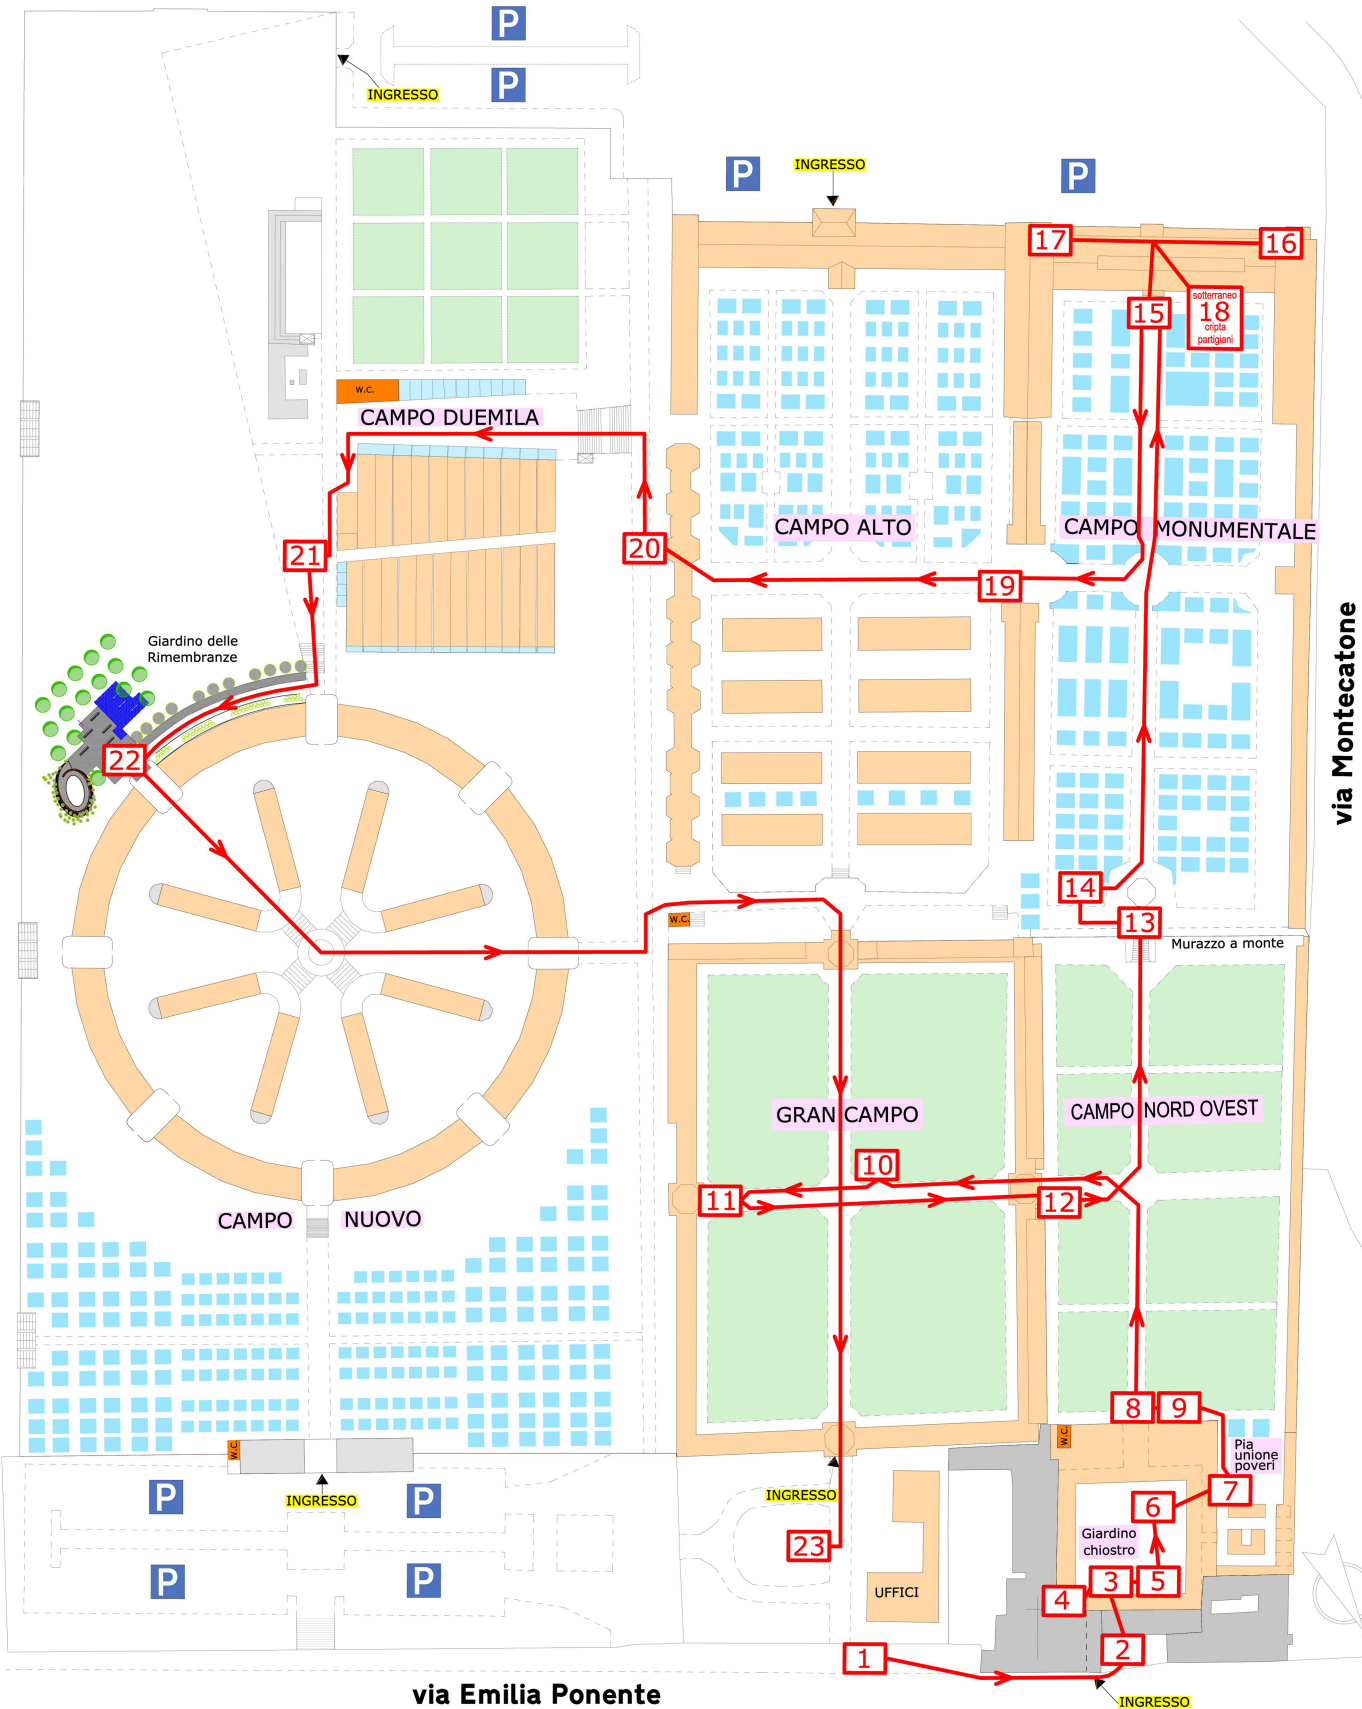 P
P
INGRESSO
P
INGRESSO
P
17
16
15
sotterraneo
18
cripta
partigiani
w.c.
CAMPO DUEMILA
CAMPO ALTO
CAMPO MONUMENTALE
21
20
19
Giardino delle
Rimembranze
via Montecatone
22
14
13
w.c.
Murazzo a monte
GRAN CAMPO
CAMPO NORD OVEST
10
11
12
CAMPO NUOVO
8
9
w.c.
w.c.
Pia
unione
poveri
P
P
INGRESSO
INGRESSO
7
6
23
Giardino
chiostro
P
P
UFFICI
3
5
4
2
1
via Emilia Ponente
INGRESSO